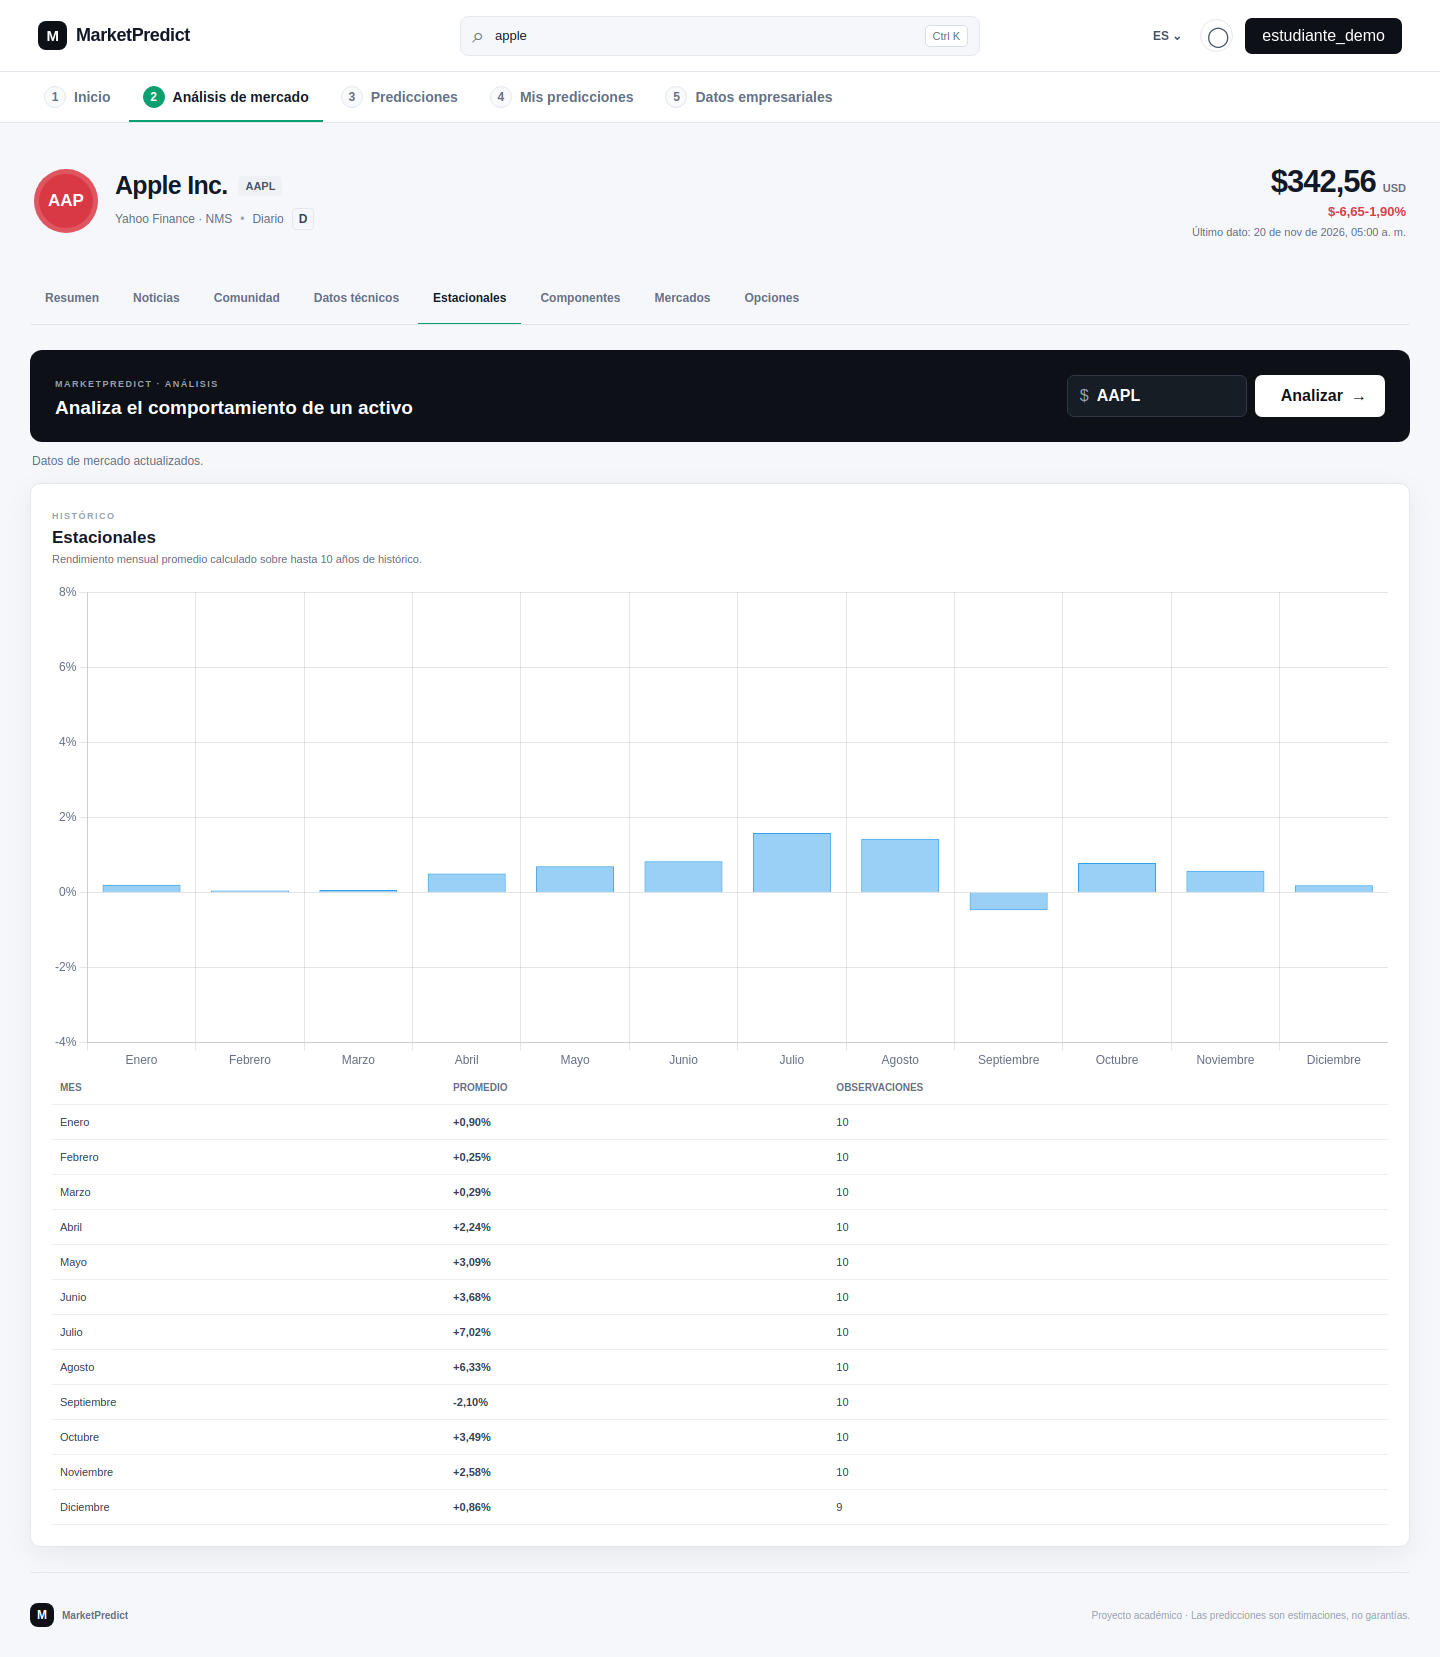 M MarketPredict
apple Ctrl K
ES estudiante_demo
1 Inicio 2 Análisis de mercado 3 Predicciones 4 Mis predicciones 5 Datos empresariales
AAP
Apple Inc. AAPL
Yahoo Finance · NMS • Diario D
$342,56 USD
$-6,65-1,90%
Último dato: 20 de nov de 2026, 05:00 a. m.
Resumen Noticias Comunidad Datos técnicos Estacionales Componentes Mercados Opciones
MARKETPREDICT · ANÁLISIS
Analiza el comportamiento de un activo
$ AAPL Analizar →
Datos de mercado actualizados.
HISTÓRICO
Estacionales
Rendimiento mensual promedio calculado sobre hasta 10 años de histórico.
8%
6%
4%
2%
0%
-2%
-4%
Enero Febrero Marzo Abril Mayo Junio Julio Agosto Septiembre Octubre Noviembre Diciembre
MES PROMEDIO OBSERVACIONES
Enero +0,90% 10
Febrero +0,25% 10
Marzo +0,29% 10
Abril +2,24% 10
Mayo +3,09% 10
Junio +3,68% 10
Julio +7,02% 10
Agosto +6,33% 10
Septiembre -2,10% 10
Octubre +3,49% 10
Noviembre +2,58% 10
Diciembre +0,86% 9
M MarketPredict
Proyecto académico · Las predicciones son estimaciones, no garantías.